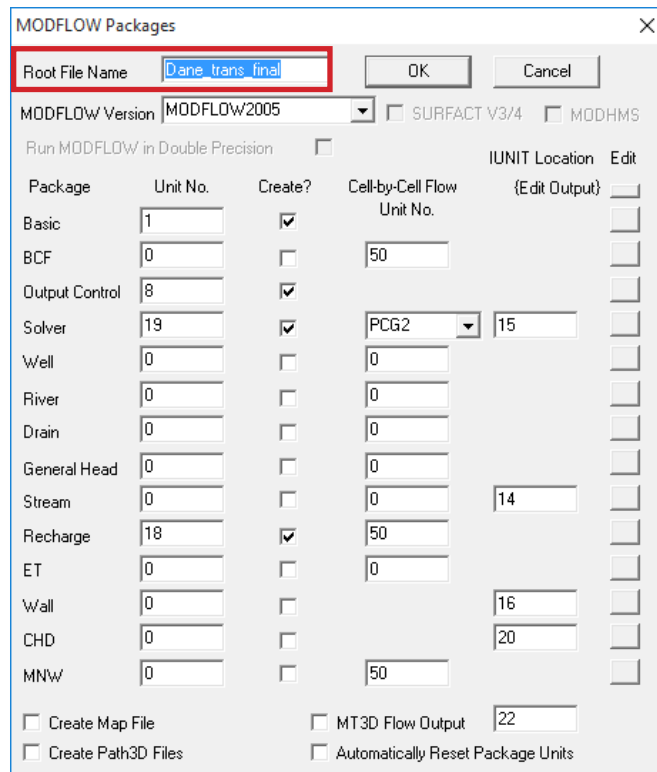 MODFLOW Packages
Root File Name Dane_trans_final OK Cancel
MODFLOW Version MODFLOW2005 SURFACT V3/4 MODHMS
Run MODFLOW in Double Precision
IUNIT Location Edit
Package Unit No. Create? Cell-by-Cell Flow {Edit Output}
Unit No.
Basic 1
BCF 0 50
Output Control 8
Solver 19 PCG2 15
Well 0 0
River 0 0
Drain 0 0
General Head 0 0
Stream 0 0 14
Recharge 18 50
ET 0 0
Wall 0 16
CHD 0 20
MNW 0 50
Create Map File MT3D Flow Output 22
Create Path3D Files Automatically Reset Package Units